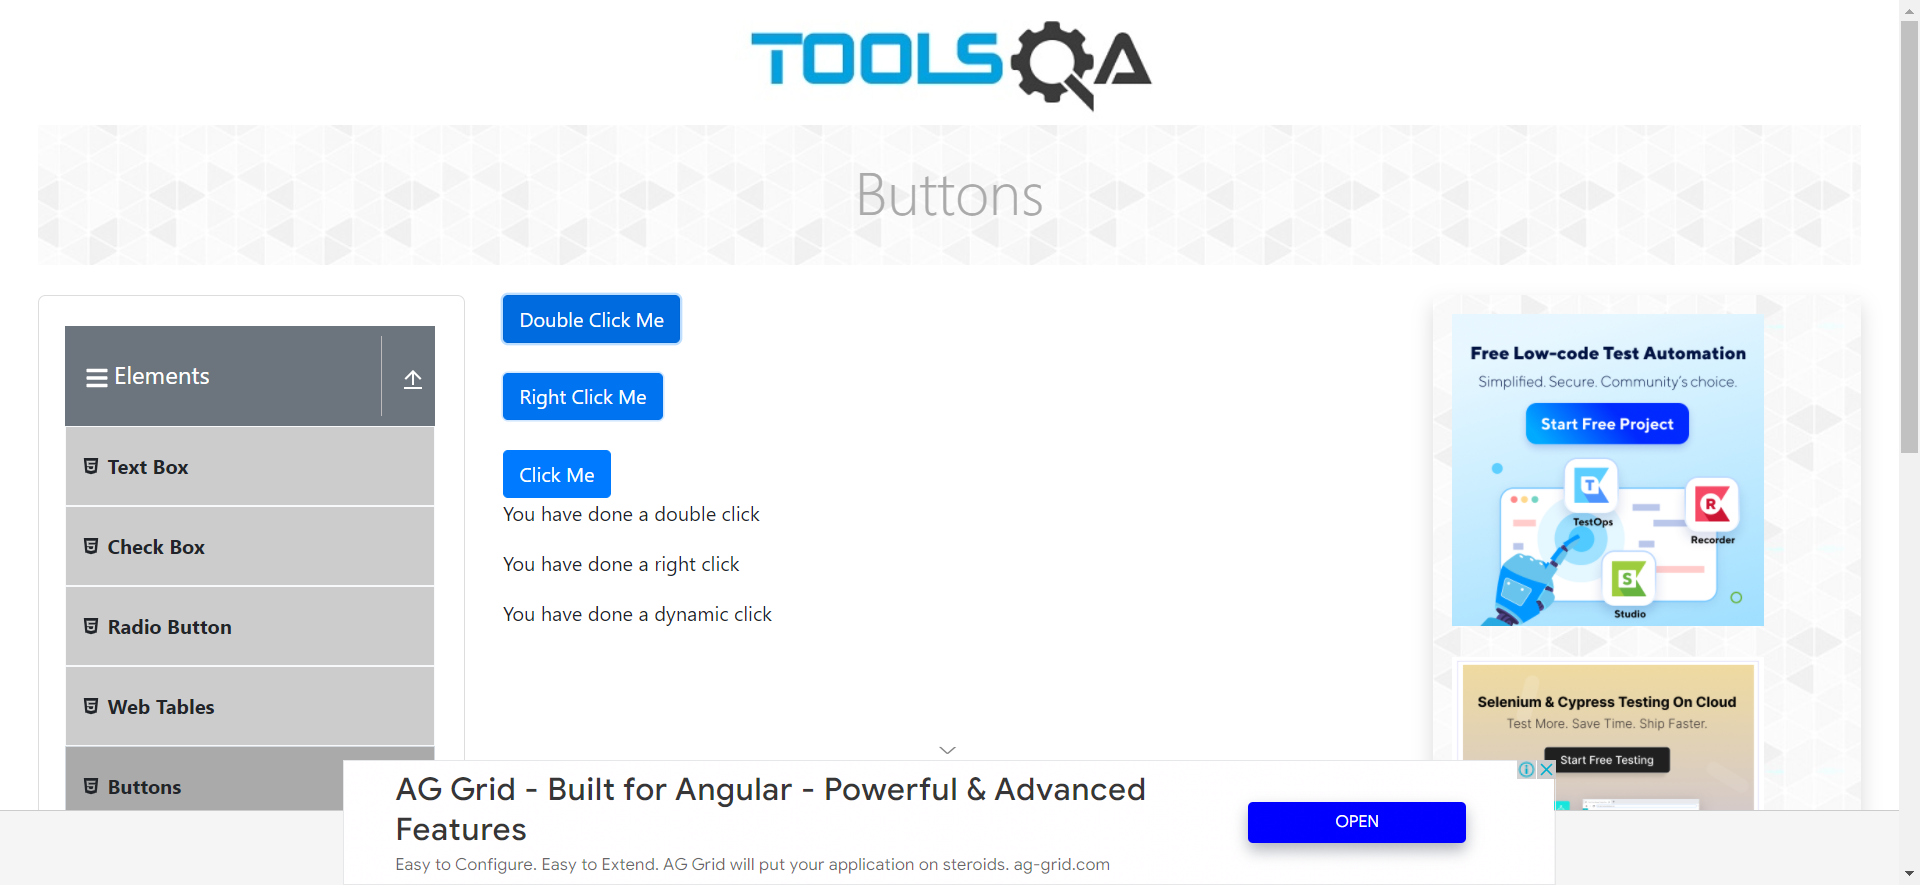 TOOLSQA
Buttons
Elements
Text Box
Check Box
Radio Button
Web Tables
Buttons
Double Click Me
Right Click Me
Click Me
You have done a double click
You have done a right click
You have done a dynamic click
Free Low-code Test Automation
Simplified. Secure. Community's choice.
Start Free Project
TestOps
Recorder
Studio
Selenium & Cypress Testing On Cloud
Test More. Save Time. Ship Faster.
Start Free Testing
AG Grid - Built for Angular - Powerful & Advanced
Features
Easy to Configure. Easy to Extend. AG Grid will put your application on steroids. ag-grid.com
OPEN